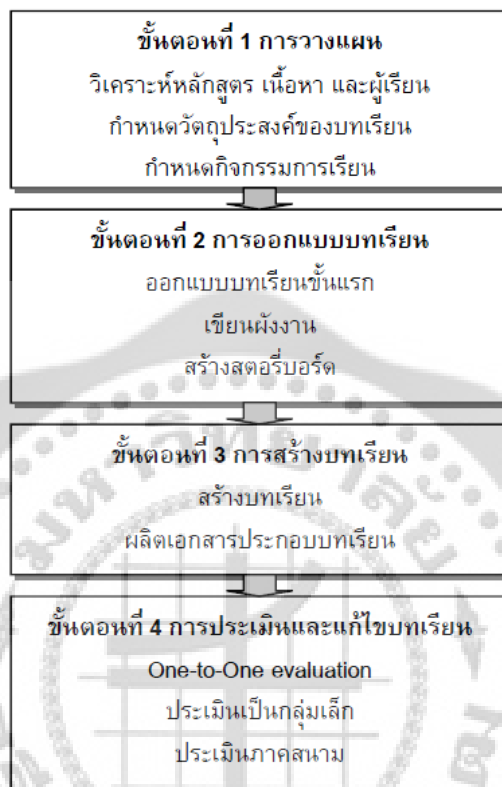 ขั้นตอนที่ 1 การวางแผน
วิเคราะห์หลักสูตร เนื้อหา และผู้เรียน
กำหนดวัตถุประสงค์ของบทเรียน
กำหนดกิจกรรมการเรียน
ขั้นตอนที่ 2 การออกแบบบทเรียน
ออกแบบบทเรียนขั้นแรก
เขียนผังงาน
สร้างสตอรี่บอร์ด
ขั้นตอนที่ 3 การสร้างบทเรียน
สร้างบทเรียน
ผลิตเอกสารประกอบบทเรียน
ขั้นตอนที่ 4 การประเมินและแก้ไขบทเรียน
One-to-One evaluation
ประเมินเป็นกลุ่มเล็ก
ประเมินภาคสนาม